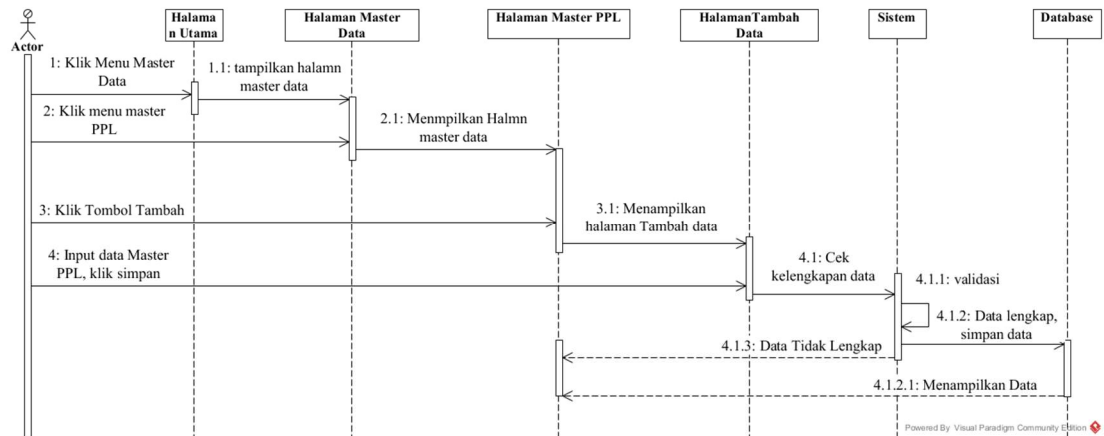 Actor
Halama
n Utama
Halaman Master
Data
Halaman Master PPL
HalamanTambah
Data
Sistem
Database
1: Klik Menu Master
Data
1.1: tampilkan halamn
master data
2: Klik menu master
PPL
2.1: Menmpilkan Halmn
master data
3: Klik Tombol Tambah
3.1: Menampilkan
halaman Tambah data
4: Input data Master
PPL, klik simpan
4.1: Cek
kelengkapan data
4.1.1: validasi
4.1.2: Data lengkap,
simpan data
4.1.3: Data Tidak Lengkap
4.1.2.1: Menampilkan Data
Powered By Visual Paradigm Community Edition